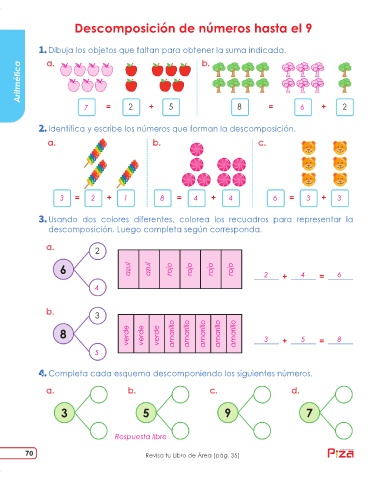 Descomposición de números hasta el 9
Aritmética
1. Dibuja los objetos que faltan para obtener la suma indicada.
a. b.
7 = 2 + 5 8 = 6 + 2
2. Identifica y escribe los números que forman la descomposición.
a. b. c.
3 = 2 + 1 8 = 4 + 4 6 = 3 + 3
3. Usando dos colores diferentes, colorea los recuadros para representar la
descomposición. Luego completa según corresponda.
a. 2
6
4
azul azul rojo rojo rojo rojo
2 + 4 = 6
b. 3
8
5
verde verde verde amarillo amarillo amarillo amarillo amarillo
3 + 5 = 8
4. Completa cada esquema descomponiendo los siguientes números.
a. b. c. d.
3 5 9 7
Respuesta libre
70 Revisa tu Libro de Área (pág. 35) Piza